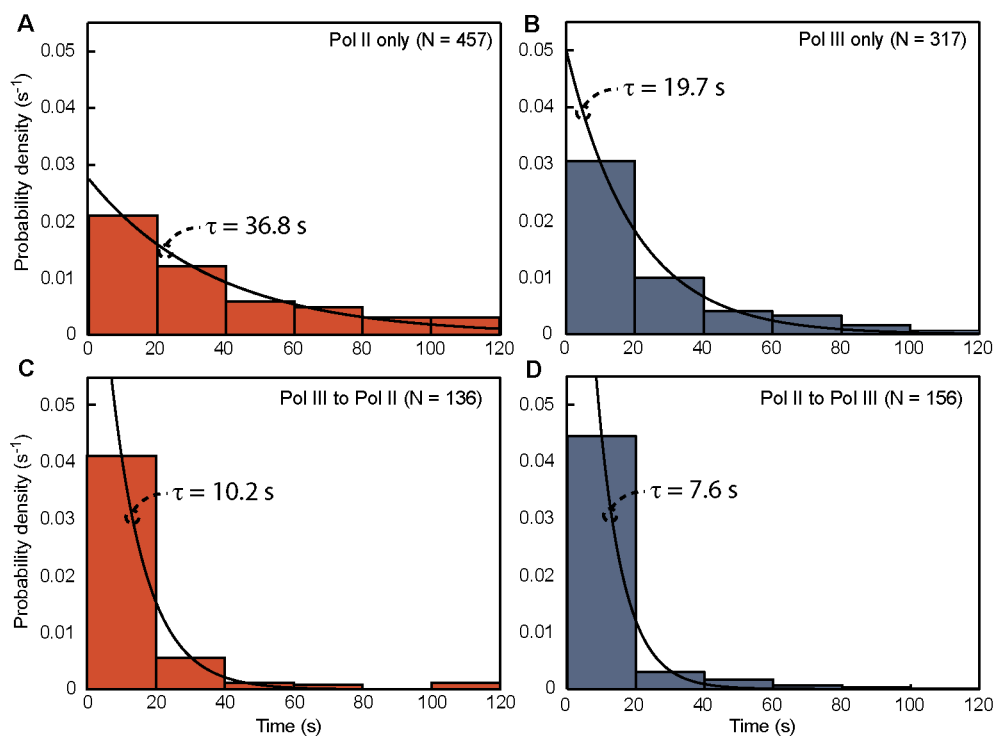 A
Pol II only (N = 457)
Probability density (s⁻¹)
0.05
0.04
0.03
0.02
0.01
0
τ = 36.8 s
0 20 40 60 80 100 120
B
Pol III only (N = 317)
0.05
0.04
0.03
0.02
0.01
0
τ = 19.7 s
0 20 40 60 80 100 120
C
Pol III to Pol II (N = 136)
Probability density (s⁻¹)
0.05
0.04
0.03
0.02
0.01
0
τ = 10.2 s
0 20 40 60 80 100 120
Time (s)
D
Pol II to Pol III (N = 156)
0.05
0.04
0.03
0.02
0.01
0
τ = 7.6 s
0 20 40 60 80 100 120
Time (s)